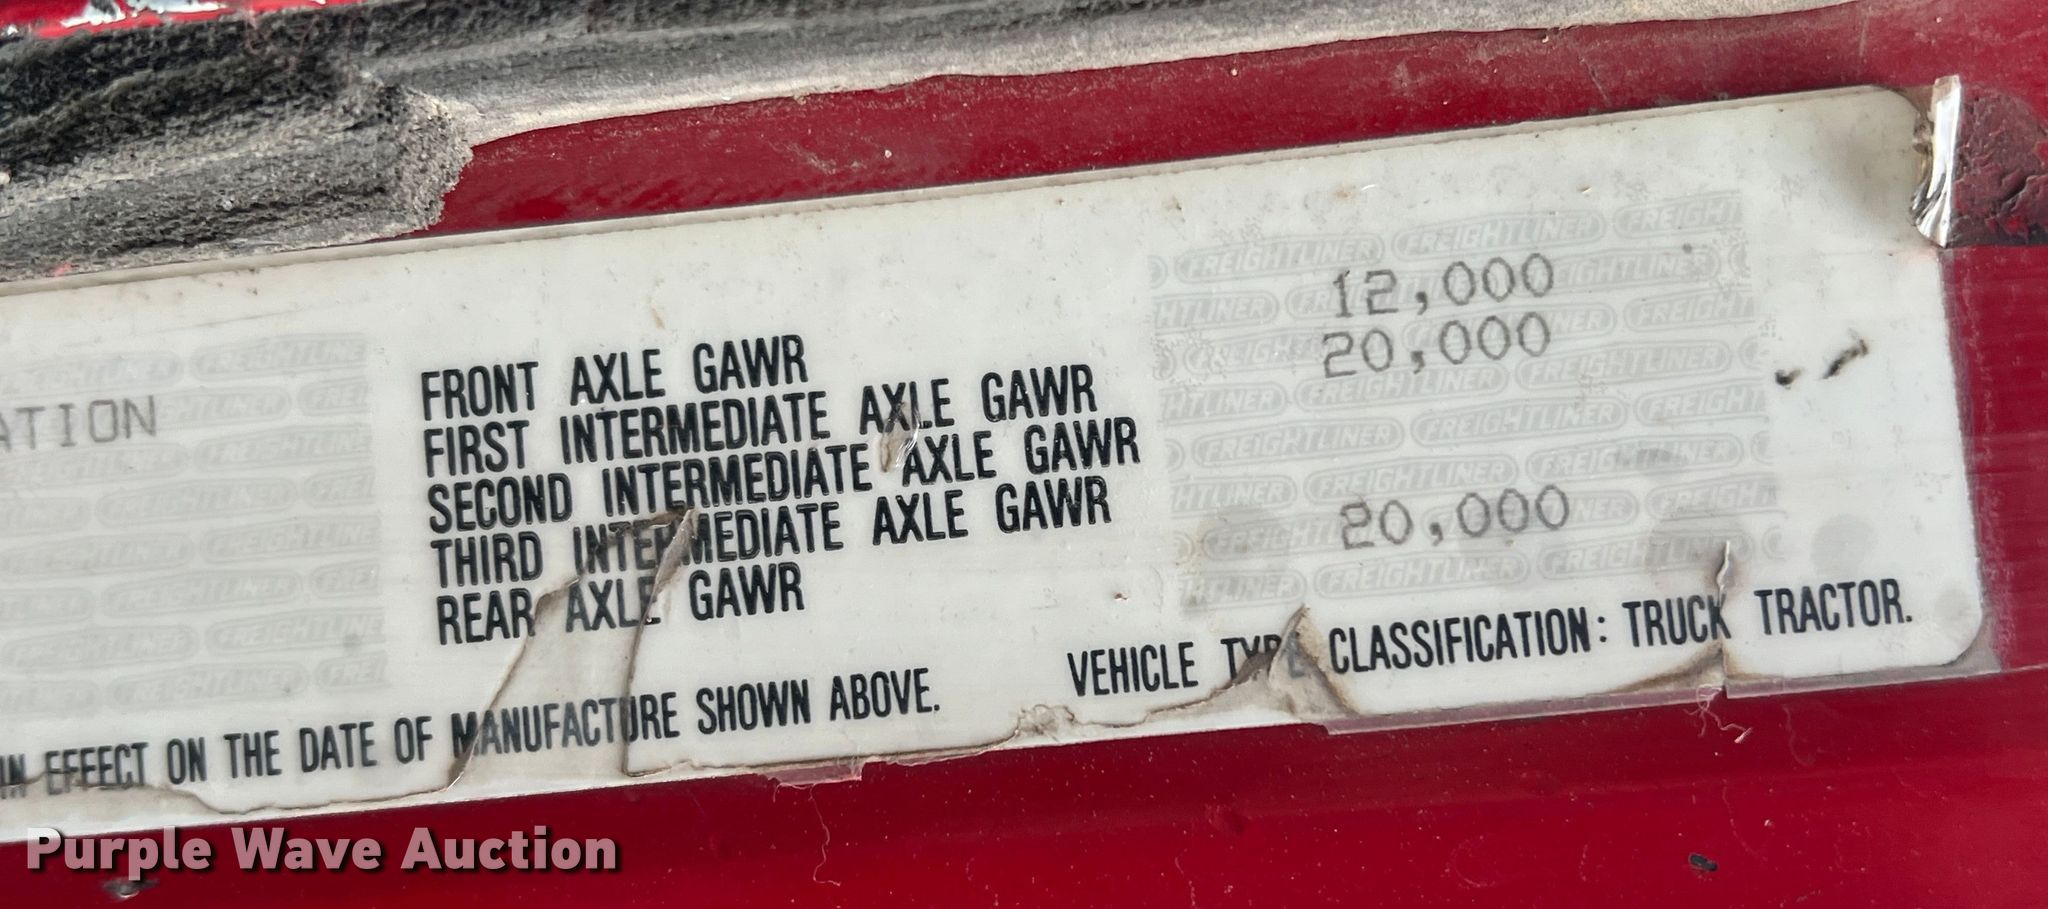 ATION
FRONT AXLE GAWR 12,000
FIRST INTERMEDIATE AXLE GAWR 20,000
SECOND INTERMEDIATE AXLE GAWR
THIRD INTERMEDIATE AXLE GAWR
REAR AXLE GAWR 20,000
IN EFFECT ON THE DATE OF MANUFACTURE SHOWN ABOVE. VEHICLE TYPE CLASSIFICATION: TRUCK TRACTOR.
FREIGHTLINER
Purple Wave Auction